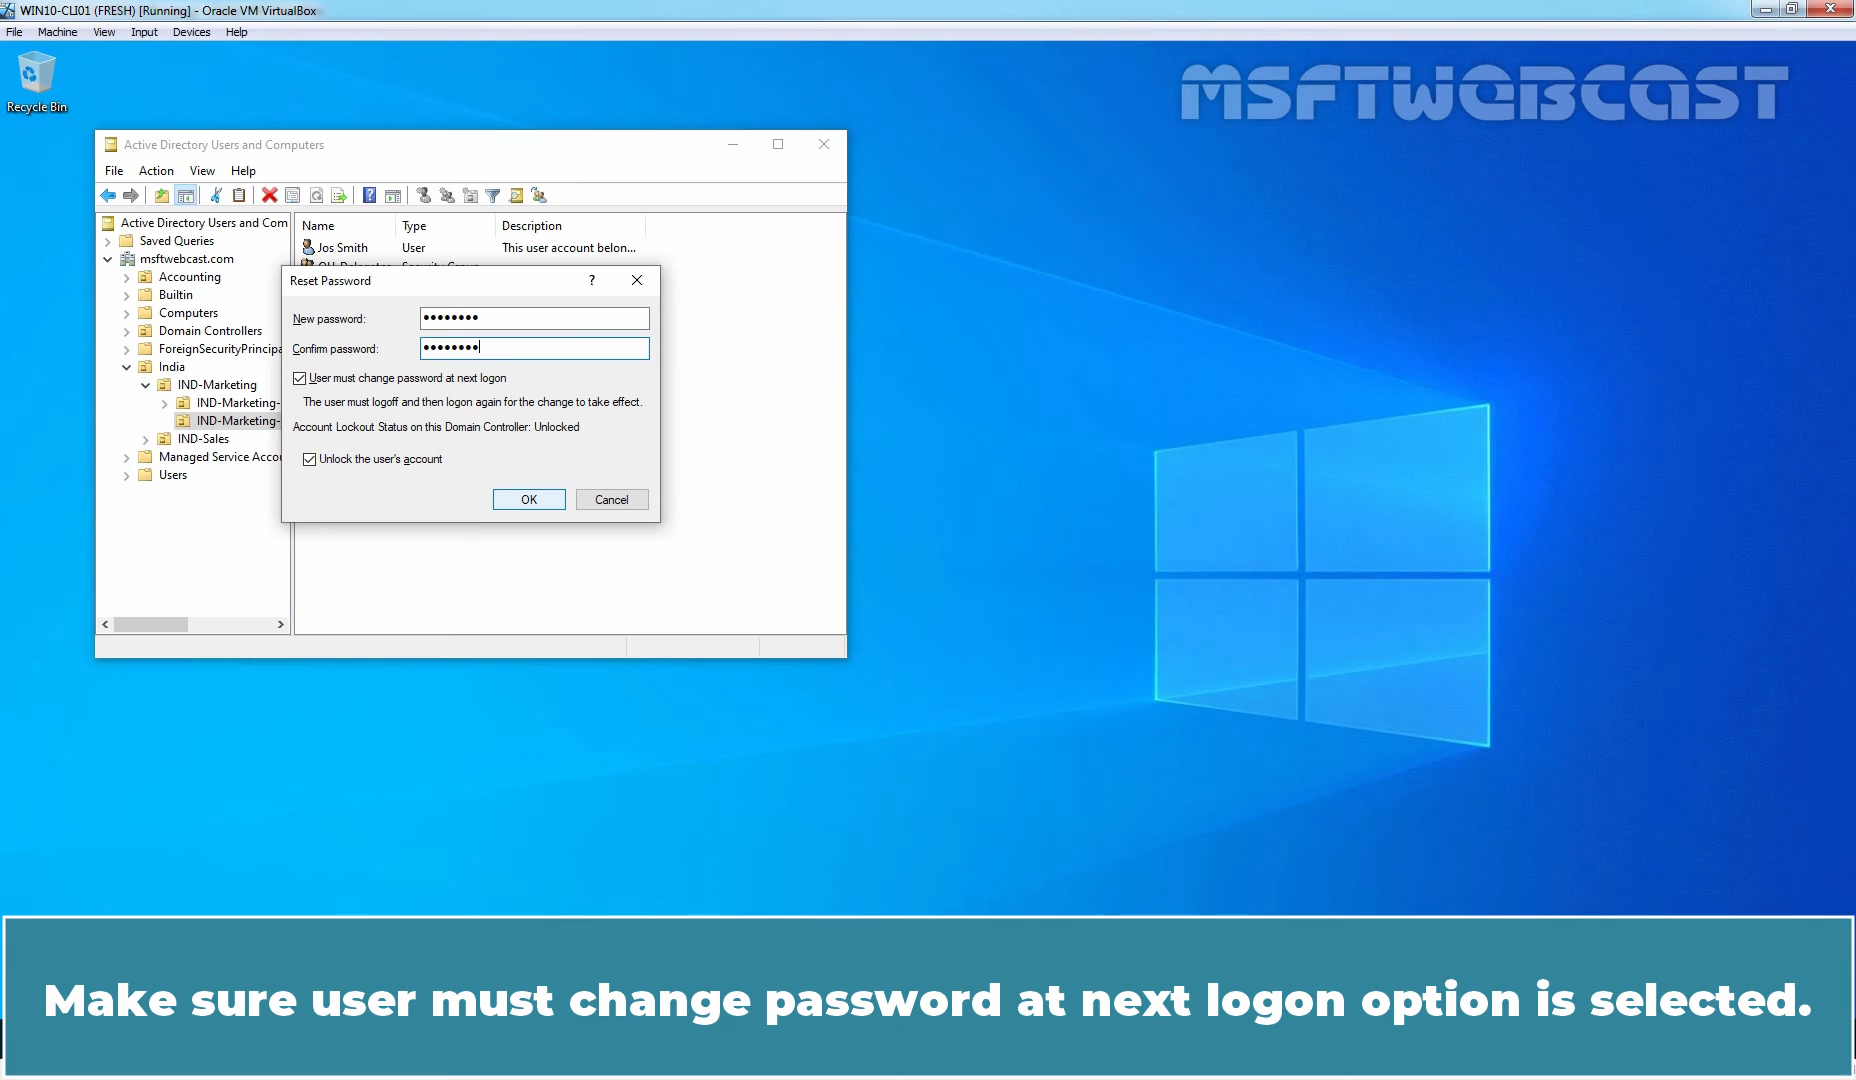 WIN10-CLI01 (FRESH) [Running] - Oracle VM VirtualBox
File Machine View Input Devices Help
Recycle Bin
MSFTWEBCAST
Active Directory Users and Computers
File Action View Help
Active Directory Users and Com
Saved Queries
msftwebcast.com
Accounting
Builtin
Computers
Domain Controllers
ForeignSecurityPrincipa
India
IND-Marketing
IND-Marketing-
IND-Marketing-
IND-Sales
Managed Service Accou
Users
Name Type Description
Jos Smith User This user account belon...
Reset Password
New password:
Confirm password:
User must change password at next logon
The user must logoff and then logon again for the change to take effect.
Account Lockout Status on this Domain Controller: Unlocked
Unlock the user's account
OK Cancel
Make sure user must change password at next logon option is selected.